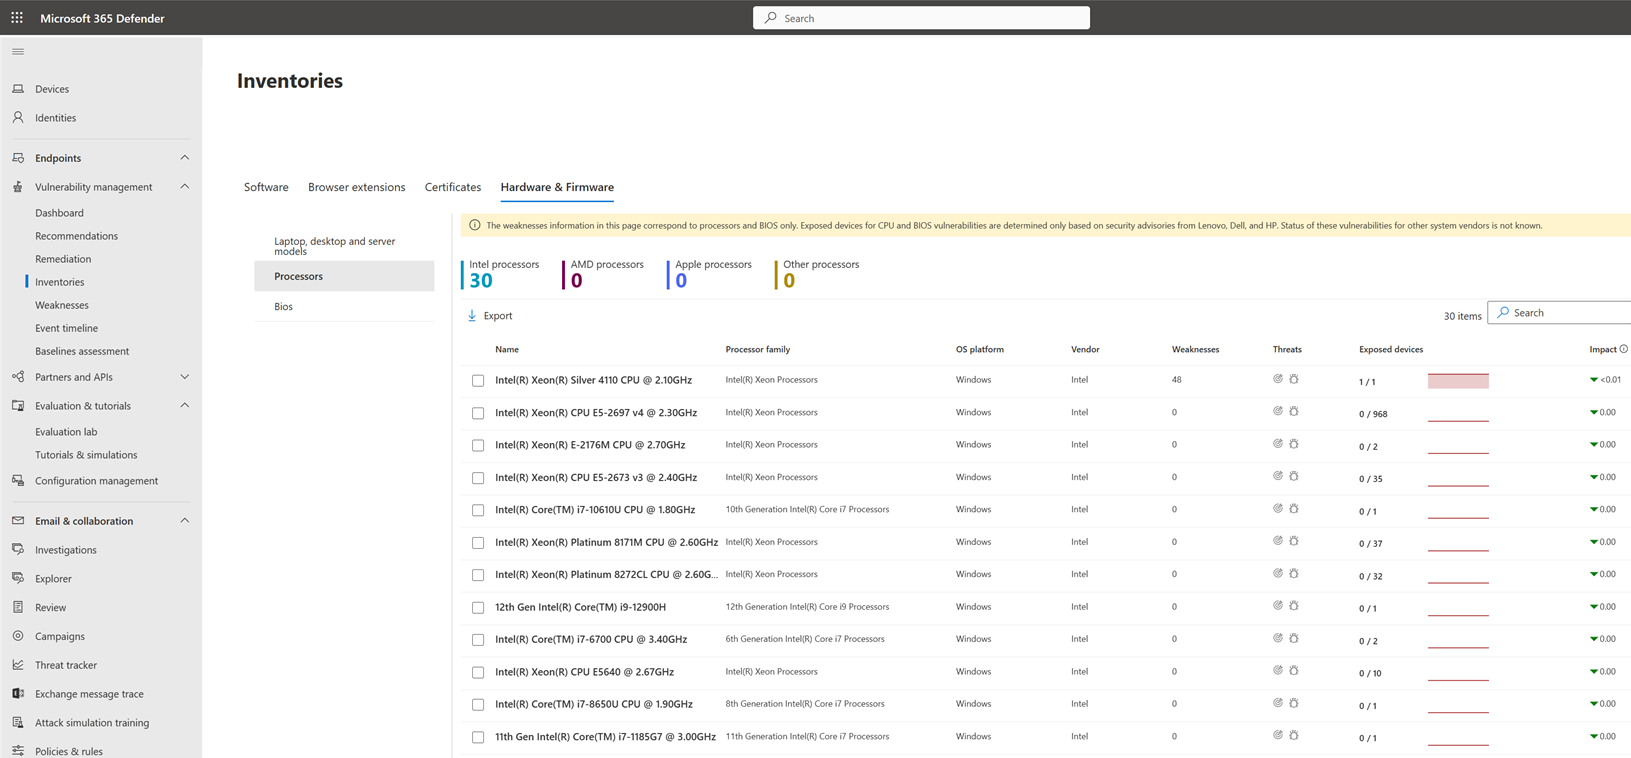 Microsoft 365 Defender
Search
Devices
Identities
Endpoints
Vulnerability management
Dashboard
Recommendations
Remediation
Inventories
Weaknesses
Event timeline
Baselines assessment
Partners and APIs
Evaluation & tutorials
Evaluation lab
Tutorials & simulations
Configuration management
Email & collaboration
Investigations
Explorer
Review
Campaigns
Threat tracker
Exchange message trace
Attack simulation training
Policies & rules
Inventories
Software Browser extensions Certificates Hardware & Firmware
Laptop, desktop and server
models
Processors
Bios
The weaknesses information in this page correspond to processors and BIOS only. Exposed devices for CPU and BIOS vulnerabilities are determined only based on security advisories from Lenovo, Dell, and HP. Status of these vulnerabilities for other system vendors is not known.
Intel processors AMD processors Apple processors Other processors
30 0 0 0
Export 30 items Search
Name Processor family OS platform Vendor Weaknesses Threats Exposed devices Impact
Intel(R) Xeon(R) Silver 4110 CPU @ 2.10GHz Intel(R) Xeon Processors Windows Intel 48 1 / 1 <0.01
Intel(R) Xeon(R) CPU E5-2697 v4 @ 2.30GHz Intel(R) Xeon Processors Windows Intel 0 0 / 968 0.00
Intel(R) Xeon(R) E-2176M CPU @ 2.70GHz Intel(R) Xeon Processors Windows Intel 0 0 / 2 0.00
Intel(R) Xeon(R) CPU E5-2673 v3 @ 2.40GHz Intel(R) Xeon Processors Windows Intel 0 0 / 35 0.00
Intel(R) Core(TM) i7-10610U CPU @ 1.80GHz 10th Generation Intel(R) Core i7 Processors Windows Intel 0 0 / 1 0.00
Intel(R) Xeon(R) Platinum 8171M CPU @ 2.60GHz Intel(R) Xeon Processors Windows Intel 0 0 / 37 0.00
Intel(R) Xeon(R) Platinum 8272CL CPU @ 2.60G... Intel(R) Xeon Processors Windows Intel 0 0 / 32 0.00
12th Gen Intel(R) Core(TM) i9-12900H 12th Generation Intel(R) Core i9 Processors Windows Intel 0 0 / 1 0.00
Intel(R) Core(TM) i7-6700 CPU @ 3.40GHz 6th Generation Intel(R) Core i7 Processors Windows Intel 0 0 / 2 0.00
Intel(R) Xeon(R) CPU E5640 @ 2.67GHz Intel(R) Xeon Processors Windows Intel 0 0 / 10 0.00
Intel(R) Core(TM) i7-8650U CPU @ 1.90GHz 8th Generation Intel(R) Core i7 Processors Windows Intel 0 0 / 1 0.00
11th Gen Intel(R) Core(TM) i7-1185G7 @ 3.00GHz 11th Generation Intel(R) Core i7 Processors Windows Intel 0 0 / 1 0.00